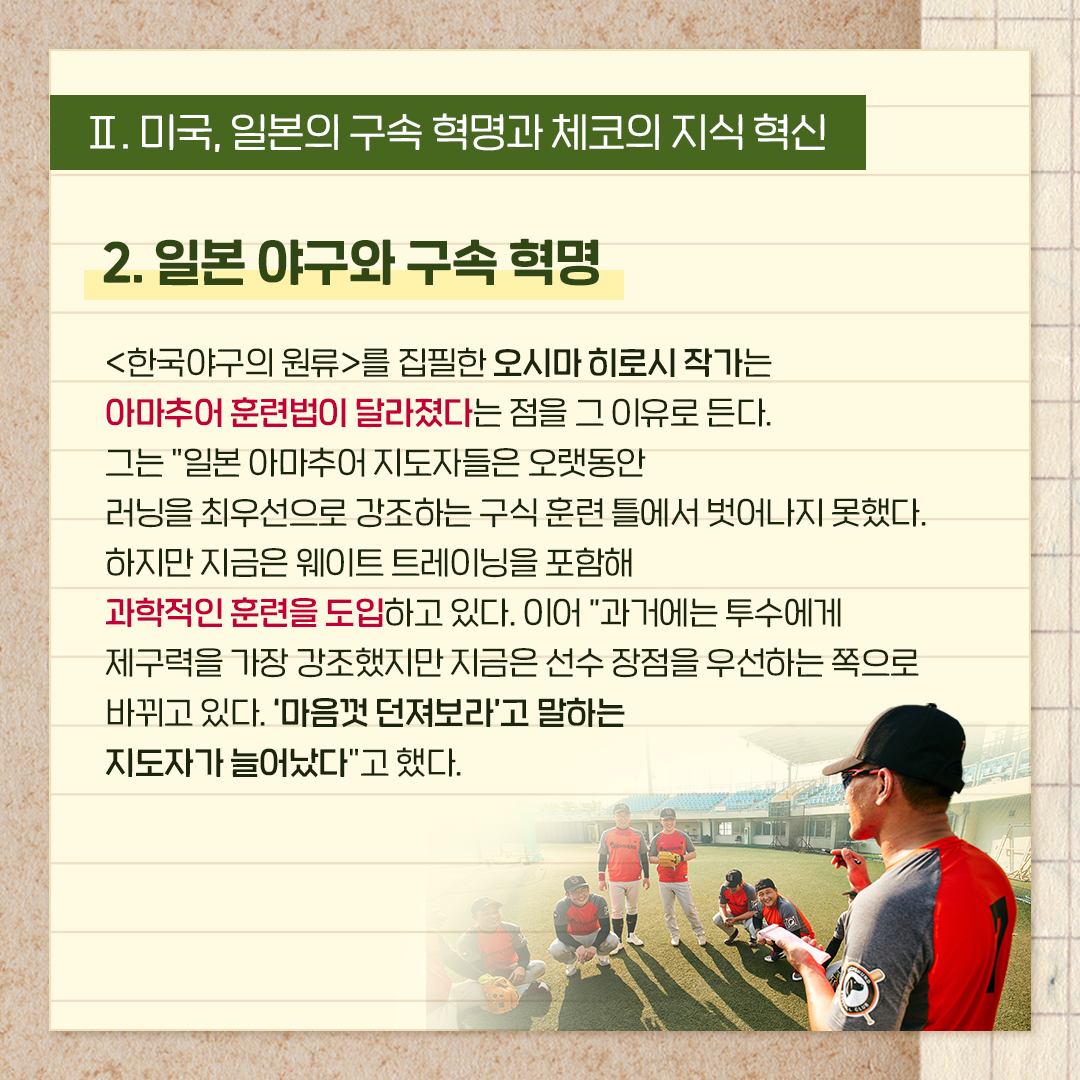 Ⅱ. 미국, 일본의 구속 혁명과 체코의 지식 혁신
2. 일본 야구와 구속 혁명
<한국야구의 원류>를 집필한 오시마 히로시 작가는
아마추어 훈련법이 달라졌다는 점을 그 이유로 든다.
그는 "일본 아마추어 지도자들은 오랫동안
러닝을 최우선으로 강조하는 구식 훈련 틀에서 벗어나지 못했다.
하지만 지금은 웨이트 트레이닝을 포함해
과학적인 훈련을 도입하고 있다. 이어 "과거에는 투수에게
제구력을 가장 강조했지만 지금은 선수 장점을 우선하는 쪽으로
바뀌고 있다. '마음껏 던져보라'고 말하는
지도자가 늘어났다"고 했다.